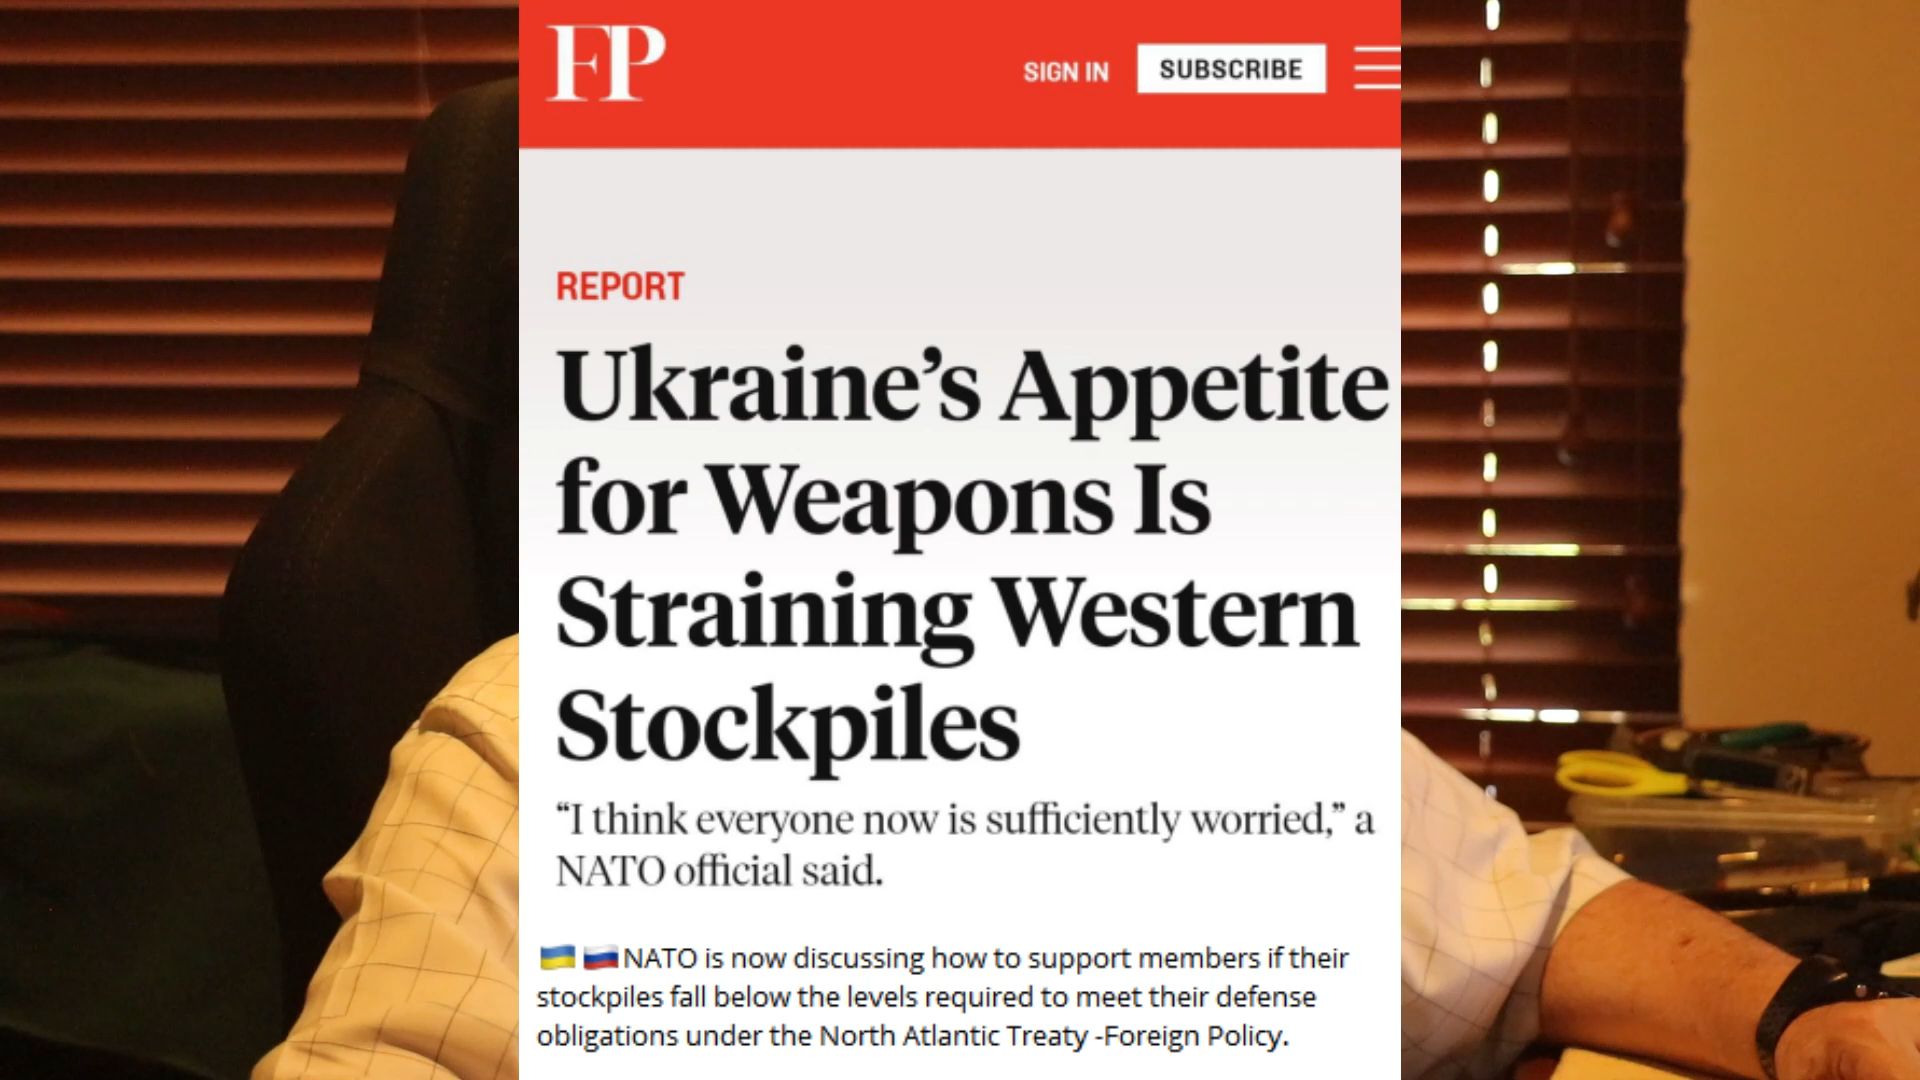 FP
SIGN IN
SUBSCRIBE
REPORT
Ukraine’s Appetite
for Weapons Is
Straining Western
Stockpiles
“I think everyone now is sufficiently worried,” a
NATO official said.
🇺🇦 🇷🇺NATO is now discussing how to support members if their
stockpiles fall below the levels required to meet their defense
obligations under the North Atlantic Treaty -Foreign Policy.